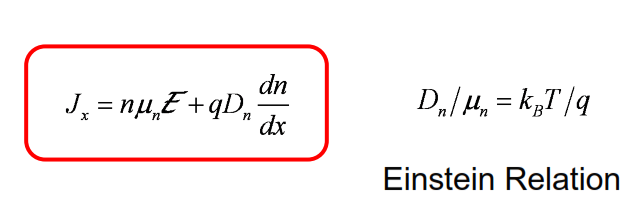 J_x = nμ_nℰ + qD_n dn/dx
D_n/μ_n = k_BT/q
Einstein Relation